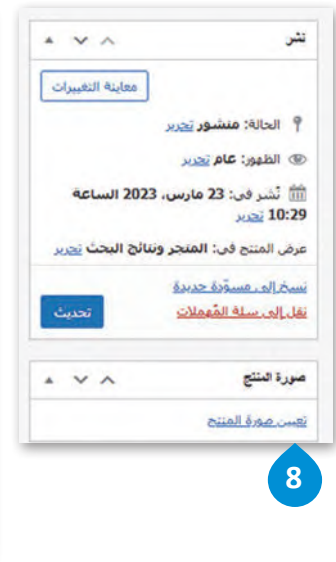 نشر
معاينة التغييرات
الحالة: منشور تحرير
الظهور: عام تحرير
نُشر في: 23 مارس، 2023 الساعة
10:29 تحرير
عرض المنتج في: المتجر ونتائج البحث تحرير
نسخ إلى مسوّدة جديدة
نقل إلى سلة المُهملات
تحديث
صورة المنتج
تعيين صورة المنتج
8